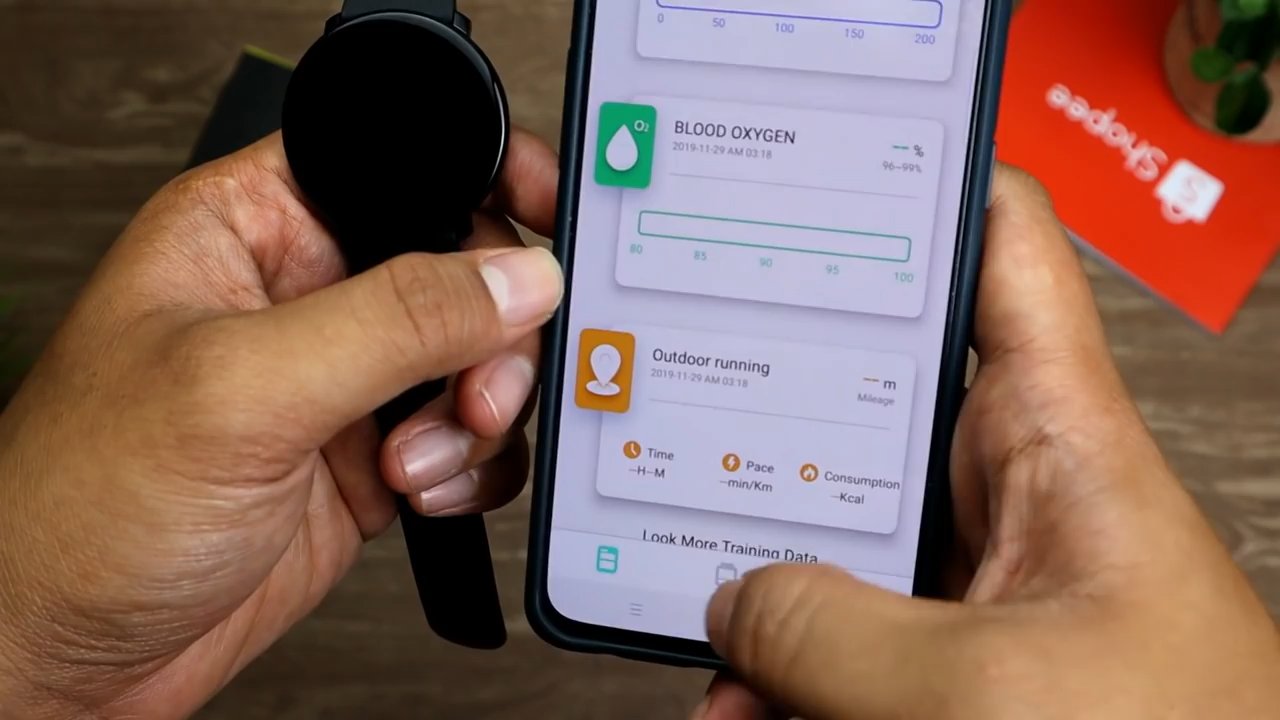 0 50 100 150 200
O2
BLOOD OXYGEN
2019-11-29 AM 03:18
-- %
96~99%
80 85 90 95 100
Outdoor running
2019-11-29 AM 03:18
-- m
Mileage
Time
--H--M
Pace
--min/Km
Consumption
--Kcal
Look More Training Data
Shopee
S